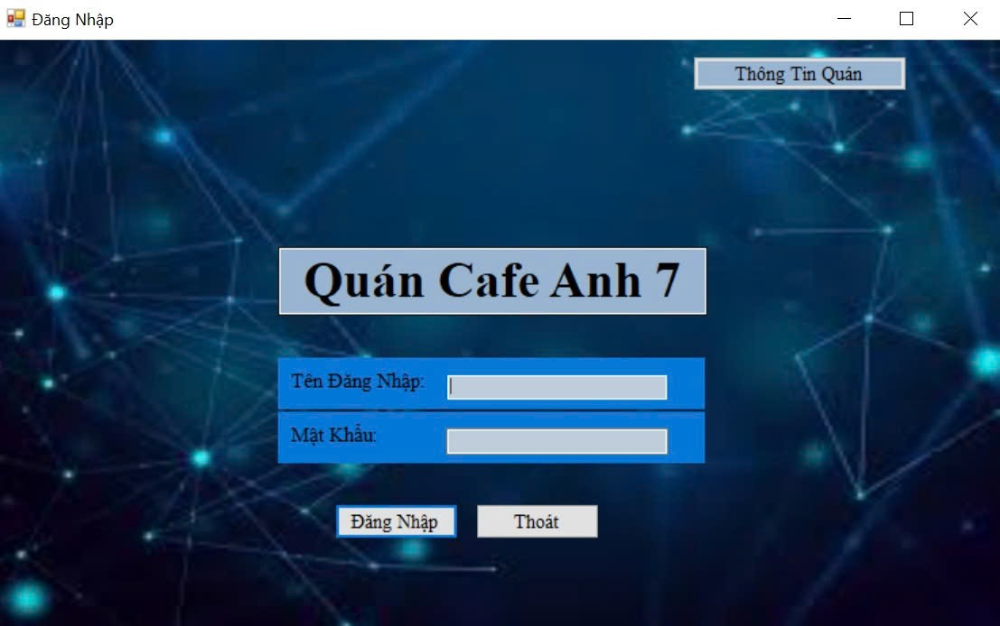 Đăng Nhập
Thông Tin Quán
Quán Cafe Anh 7
Tên Đăng Nhập:
Mật Khẩu:
Đăng Nhập
Thoát